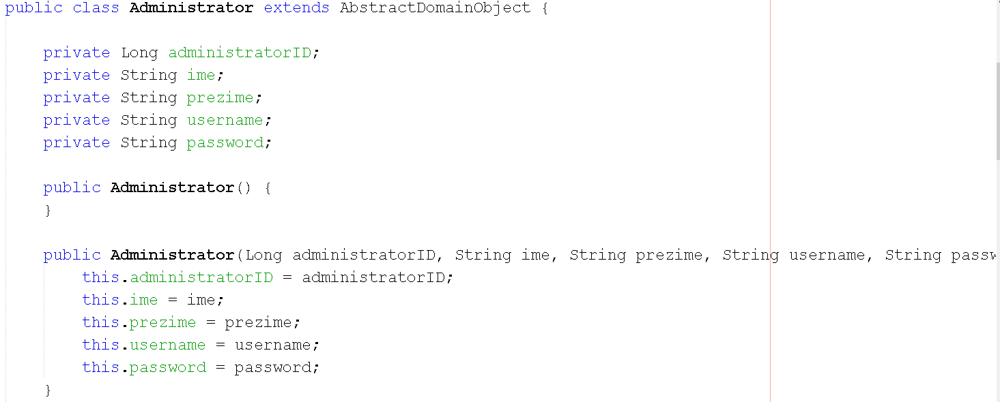 public class Administrator extends AbstractDomainObject {
private Long administratorID;
private String ime;
private String prezime;
private String username;
private String password;
public Administrator() {
}
public Administrator(Long administratorID, String ime, String prezime, String username, String
this.administratorID = administratorID;
this.ime = ime;
this.prezime = prezime;
this.username = username;
this.password = password;
}